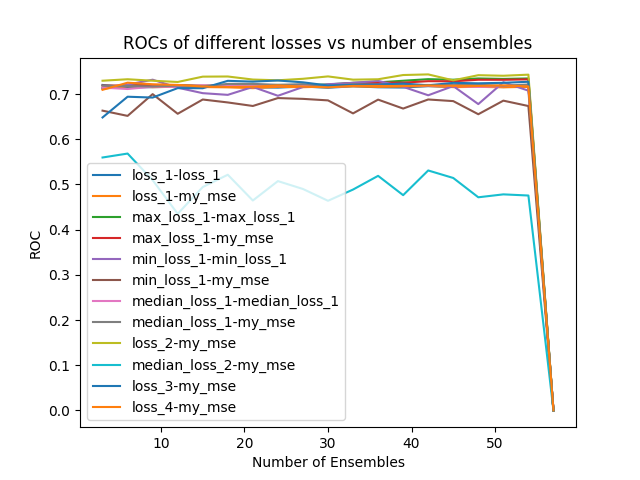 ROCs of different losses vs number of ensembles
ROC
0.7
0.6
0.5
0.4
0.3
0.2
0.1
0.0
loss_1-loss_1
loss_1-my_mse
max_loss_1-max_loss_1
max_loss_1-my_mse
min_loss_1-min_loss_1
min_loss_1-my_mse
median_loss_1-median_loss_1
median_loss_1-my_mse
loss_2-my_mse
median_loss_2-my_mse
loss_3-my_mse
loss_4-my_mse
10 20 30 40 50
Number of Ensembles